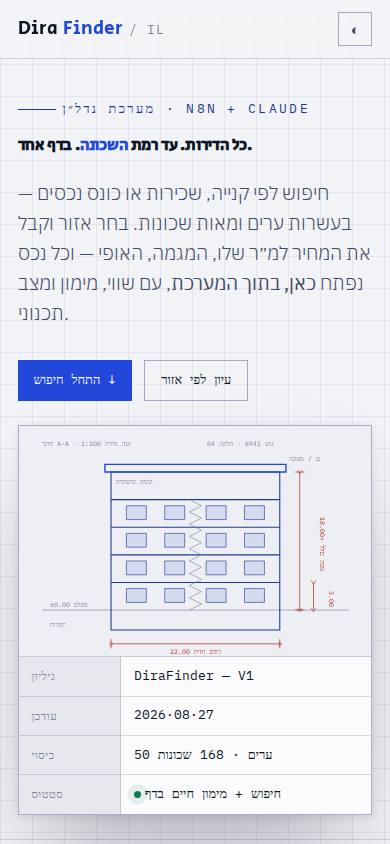 Dira Finder / IL
מערכת נדל״ן · N8N + CLAUDE
כל הדירות. עד רמת השכונה. בדף אחד.
חיפוש לפי קנייה, שכירות או כונס נכסים —
בעשרות ערים ומאות שכונות. בחר אזור וקבל
את המחיר למ״ר שלו, המגמה, האופי — וכל נכס
נפתח כאן, בתוך המערכת, עם שווי, מימון ומצב
תכנוני.
התחל חיפוש ↓
עיון לפי אזור
חתך A-A · קנה מידה 1:100
גוש 6941 · חלקה 84
גג / מעקה
קומה טיפוסית
גובה כולל +18.00
3.00
±0.00 מפלס
יסודות
רוחב חזית 22.00
גיליון
DiraFinder — V1
עודכן
2026·08·27
כיסוי
50 ערים · 168 שכונות
סטטוס
חיפוש + מימון חיים בדף